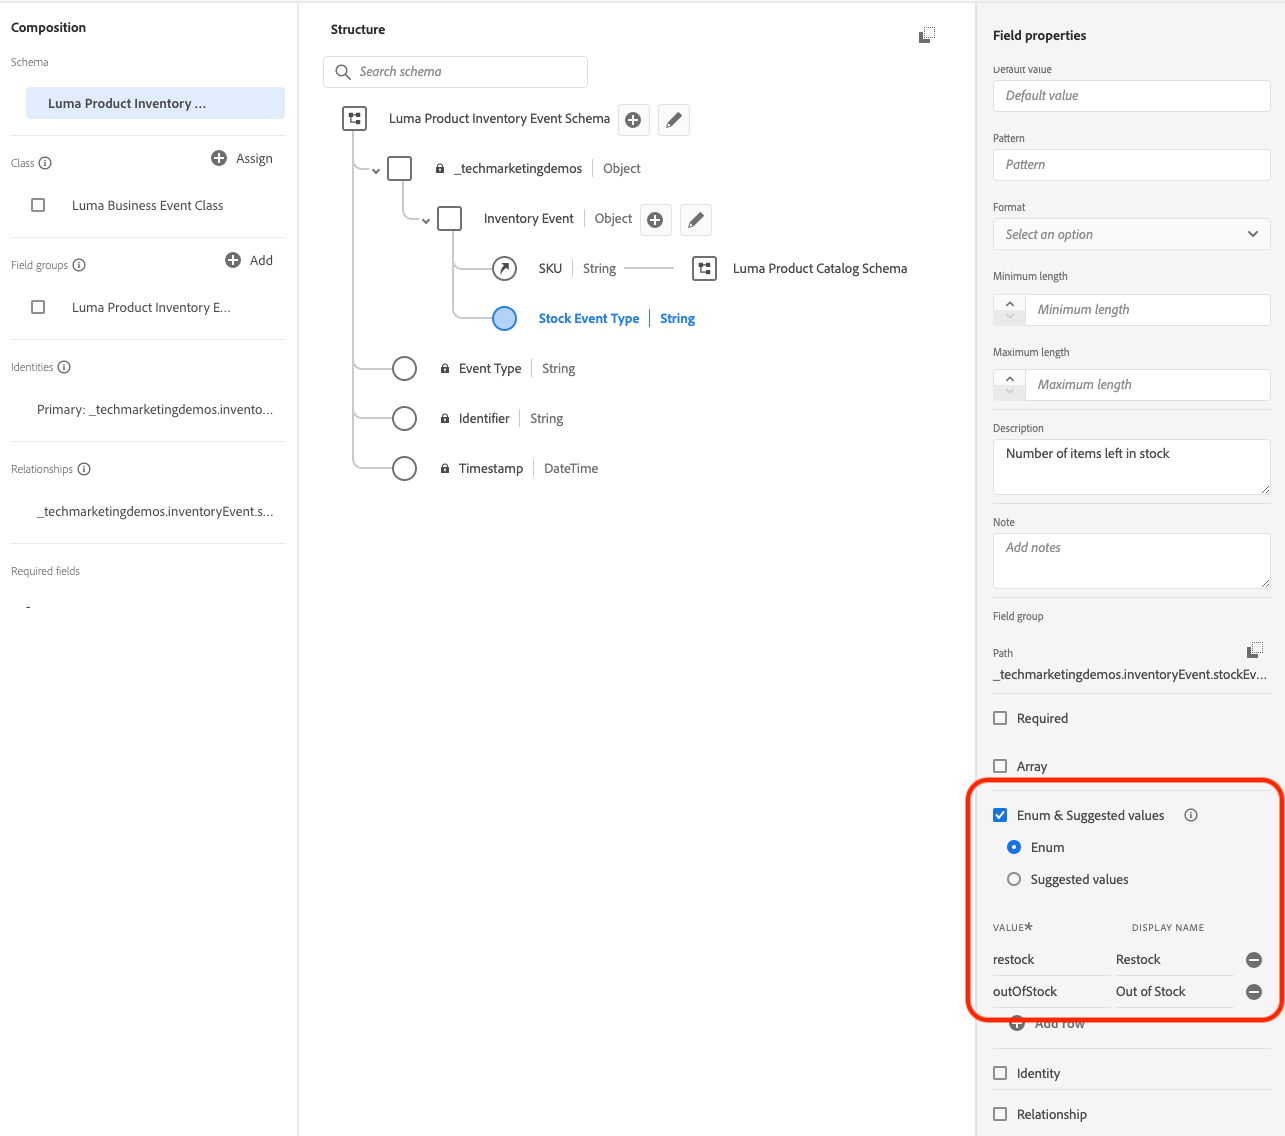 Composition
Schema
Luma Product Inventory ...
Class
Assign
Luma Business Event Class
Field groups
Add
Luma Product Inventory E...
Identities
Primary: _techmarketingdemos.invento...
Relationships
_techmarketingdemos.inventoryEvent.s...
Required fields
-
Structure
Search schema
Luma Product Inventory Event Schema
_techmarketingdemos Object
Inventory Event Object
SKU String Luma Product Catalog Schema
Stock Event Type String
Event Type String
Identifier String
Timestamp DateTime
Field properties
Default value
Default value
Pattern
Pattern
Format
Select an option
Minimum length
Minimum length
Maximum length
Maximum length
Description
Number of items left in stock
Note
Add notes
Field group
Path
_techmarketingdemos.inventoryEvent.stockEv...
Required
Array
Enum & Suggested values
Enum
Suggested values
VALUE* DISPLAY NAME
restock Restock
outOfStock Out of Stock
Add row
Identity
Relationship